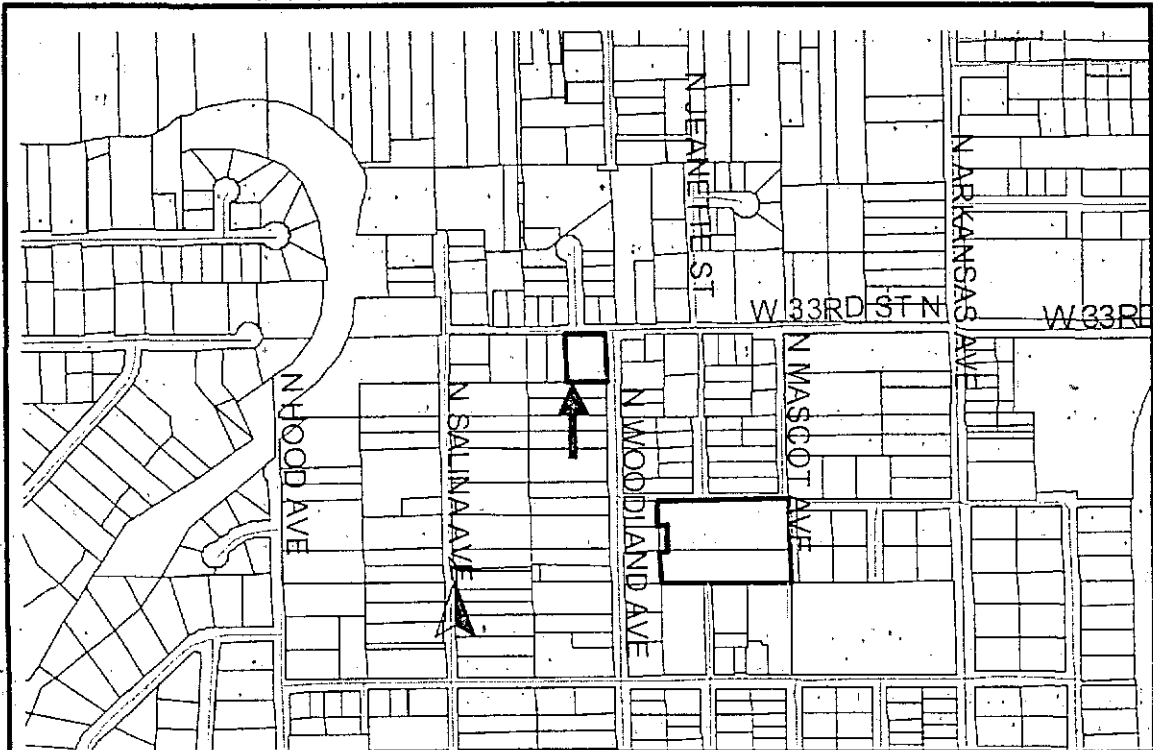 N JEANETTE ST
N ARKANSAS AVE
W 33RD ST N
W 33RD
N HOOD AVE
N SALINA AVE
N WOODLAND AVE
N MASCOT AVE